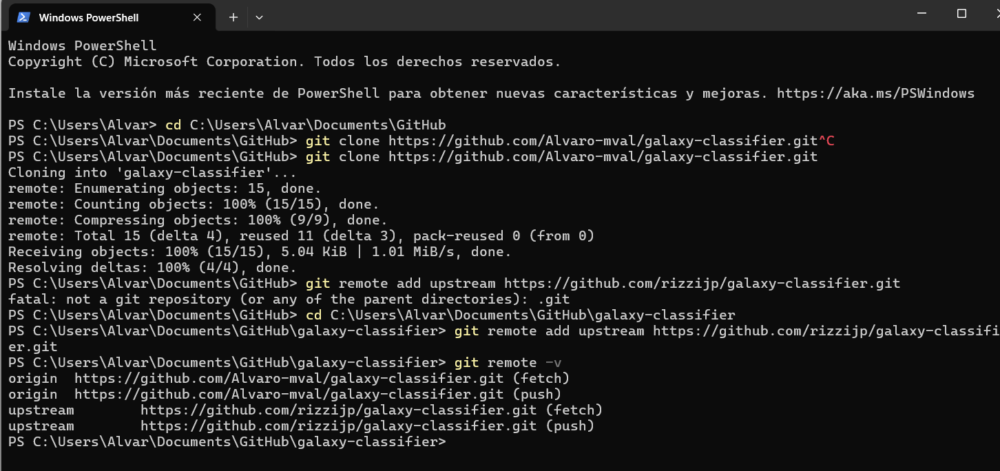 Windows PowerShell
Windows PowerShell
Copyright (C) Microsoft Corporation. Todos los derechos reservados.
Instale la versión más reciente de PowerShell para obtener nuevas características y mejoras. https://aka.ms/PSWindows
PS C:\Users\Alvar> cd C:\Users\Alvar\Documents\GitHub
PS C:\Users\Alvar\Documents\GitHub> git clone https://github.com/Alvaro-mval/galaxy-classifier.git^C
PS C:\Users\Alvar\Documents\GitHub> git clone https://github.com/Alvaro-mval/galaxy-classifier.git
Cloning into 'galaxy-classifier'...
remote: Enumerating objects: 15, done.
remote: Counting objects: 100% (15/15), done.
remote: Compressing objects: 100% (9/9), done.
remote: Total 15 (delta 4), reused 11 (delta 3), pack-reused 0 (from 0)
Receiving objects: 100% (15/15), 5.04 KiB | 1.01 MiB/s, done.
Resolving deltas: 100% (4/4), done.
PS C:\Users\Alvar\Documents\GitHub> git remote add upstream https://github.com/rizzijp/galaxy-classifier.git
fatal: not a git repository (or any of the parent directories): .git
PS C:\Users\Alvar\Documents\GitHub> cd C:\Users\Alvar\Documents\GitHub\galaxy-classifier
PS C:\Users\Alvar\Documents\GitHub\galaxy-classifier> git remote add upstream https://github.com/rizzijp/galaxy-classifi
er.git
PS C:\Users\Alvar\Documents\GitHub\galaxy-classifier> git remote -v
origin  https://github.com/Alvaro-mval/galaxy-classifier.git (fetch)
origin  https://github.com/Alvaro-mval/galaxy-classifier.git (push)
upstream        https://github.com/rizzijp/galaxy-classifier.git (fetch)
upstream        https://github.com/rizzijp/galaxy-classifier.git (push)
PS C:\Users\Alvar\Documents\GitHub\galaxy-classifier>